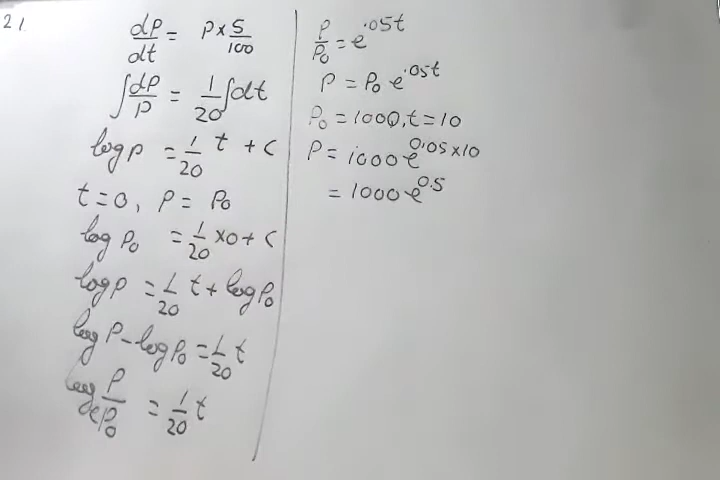 21.
dP/dt = P × 5/100
∫ dP/P = 1/20 ∫dt
log P = 1/20 t + c
t = 0, P = P₀
log P₀ = 1/20 × 0 + c
log P = 1/20 t + log P₀
log P - log P₀ = 1/20 t
logₑ P/P₀ = 1/20 t
P/P₀ = e^.05t
P = P₀ e^.05t
P₀ = 1000, t = 10
P = 1000 e^0.05×10
= 1000 e^0.5